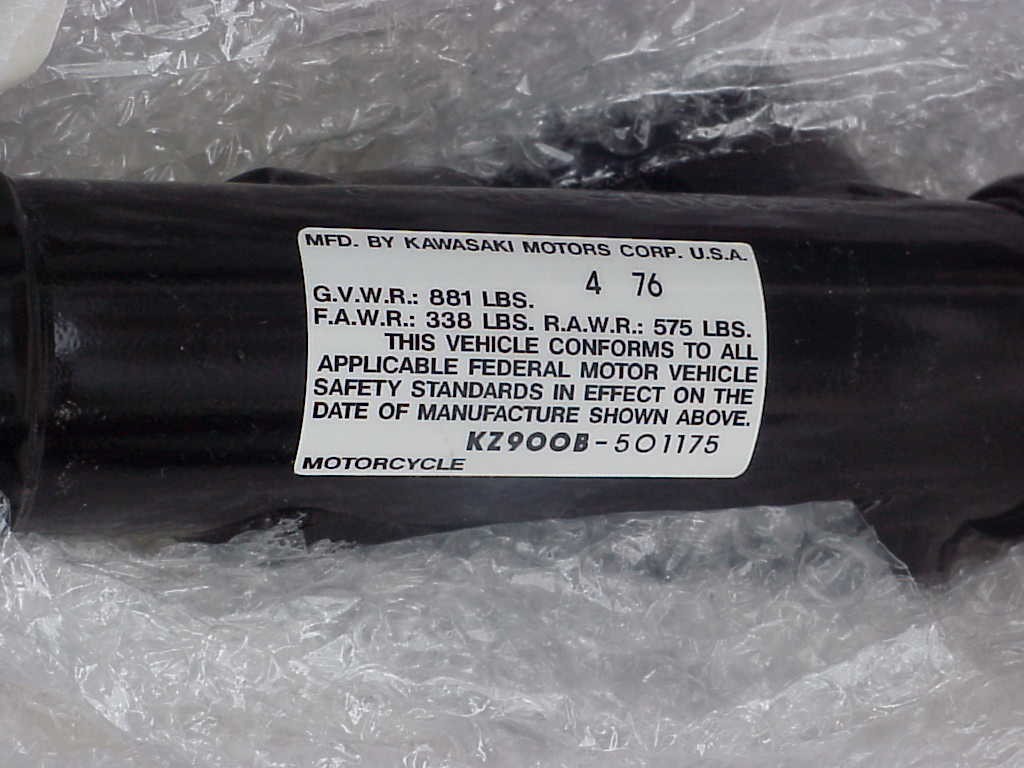 MFD. BY KAWASAKI MOTORS CORP. U.S.A.
4 76
G.V.W.R.: 881 LBS.
F.A.W.R.: 338 LBS. R.A.W.R.: 575 LBS.
THIS VEHICLE CONFORMS TO ALL
APPLICABLE FEDERAL MOTOR VEHICLE
SAFETY STANDARDS IN EFFECT ON THE
DATE OF MANUFACTURE SHOWN ABOVE.
KZ900B-501175
MOTORCYCLE